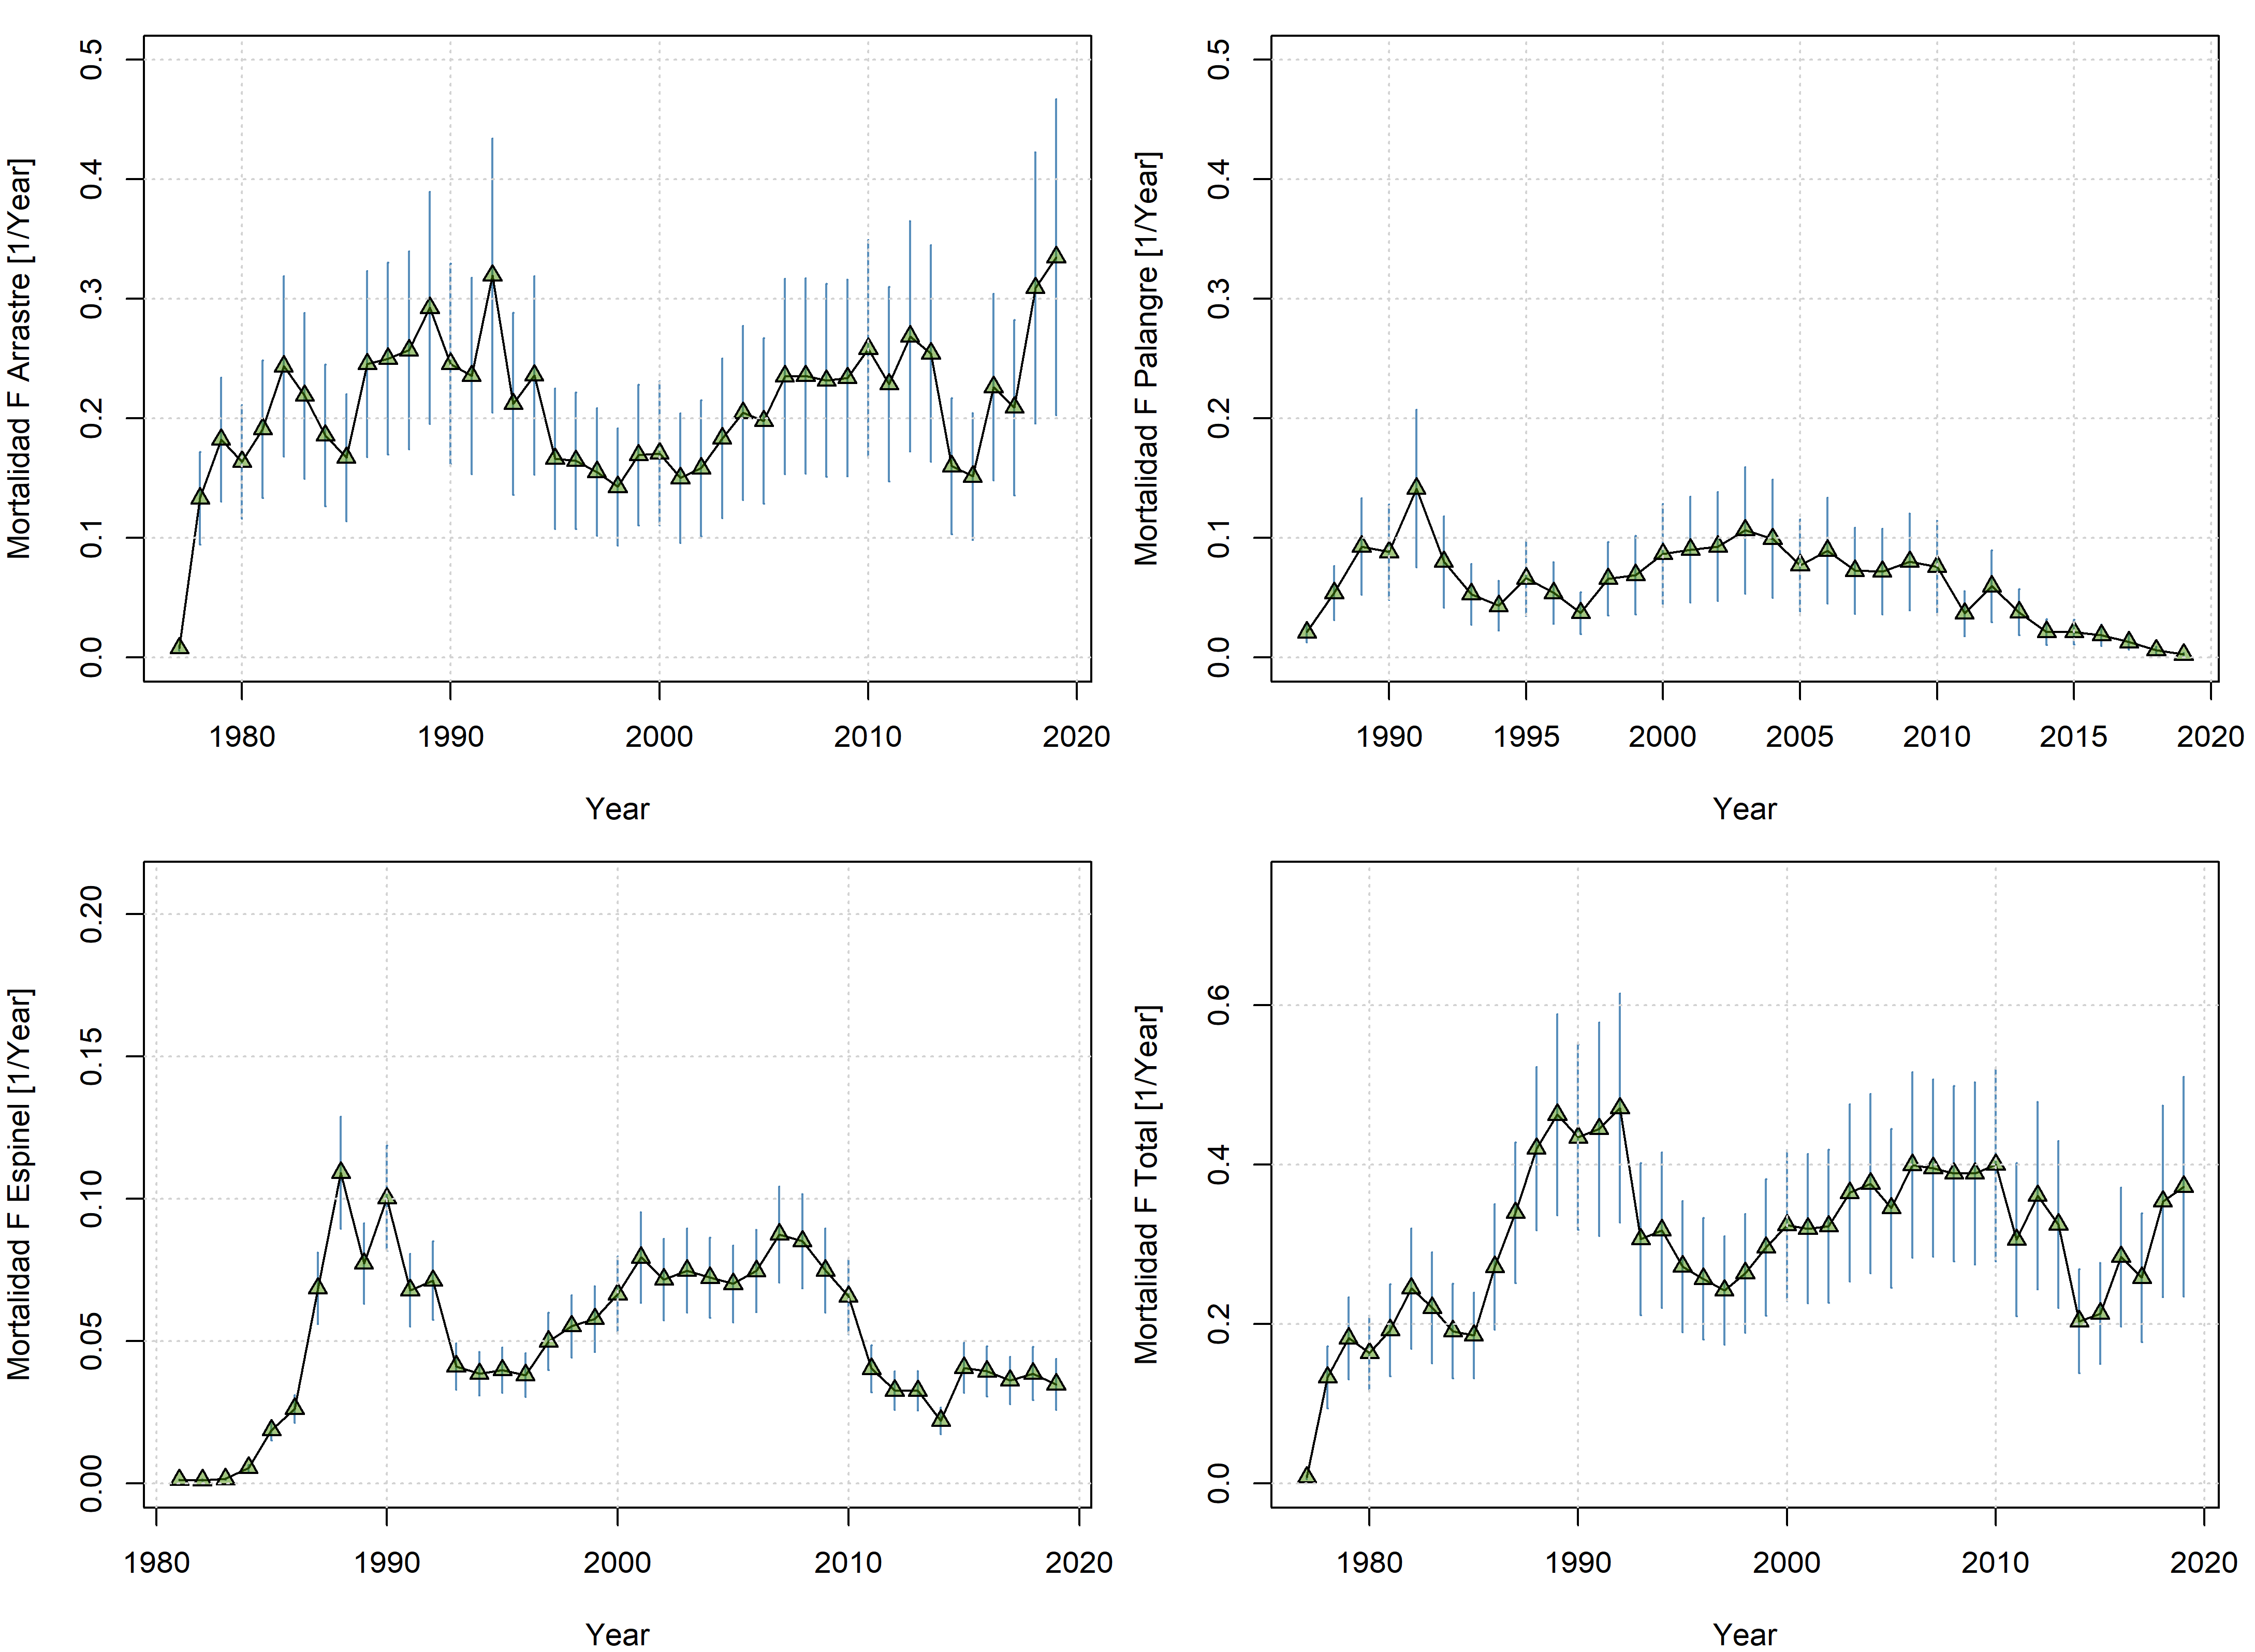 Mortalidad F Arrastre [1/Year]
0.5
0.4
0.3
0.2
0.1
0.0
1980 1990 2000 2010 2020
Year
Mortalidad F Palangre [1/Year]
0.5
0.4
0.3
0.2
0.1
0.0
1990 1995 2000 2005 2010 2015 2020
Year
Mortalidad F Espinel [1/Year]
0.20
0.15
0.10
0.05
0.00
1980 1990 2000 2010 2020
Year
Mortalidad F Total [1/Year]
0.6
0.4
0.2
0.0
1980 1990 2000 2010 2020
Year